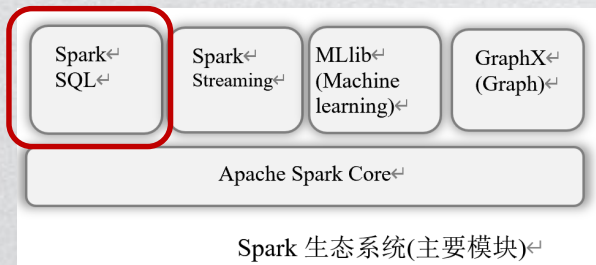 Spark
SQL
Spark
Streaming
MLlib
(Machine
learning)
GraphX
(Graph)
Apache Spark Core
Spark 生态系统(主要模块)